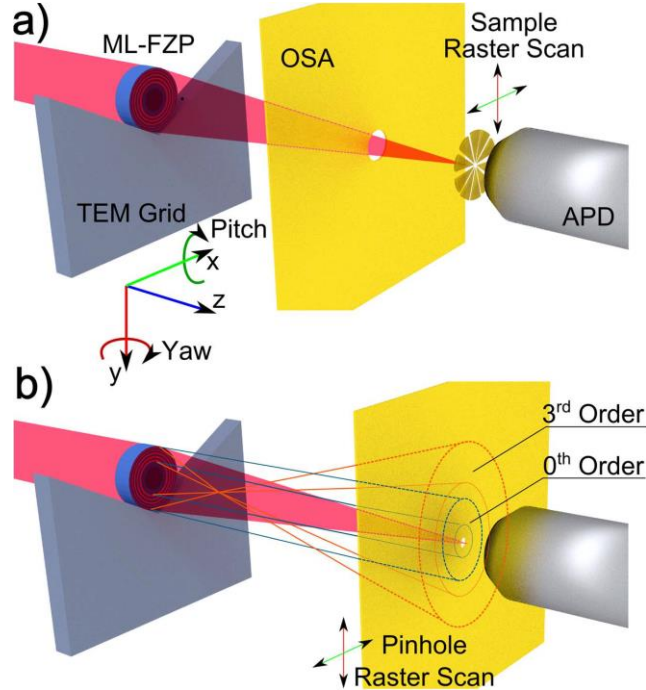 a)
ML-FZP
OSA
Sample
Raster Scan
TEM Grid
APD
Pitch
x
z
Yaw
y
b)
3rd Order
0th Order
Pinhole
Raster Scan